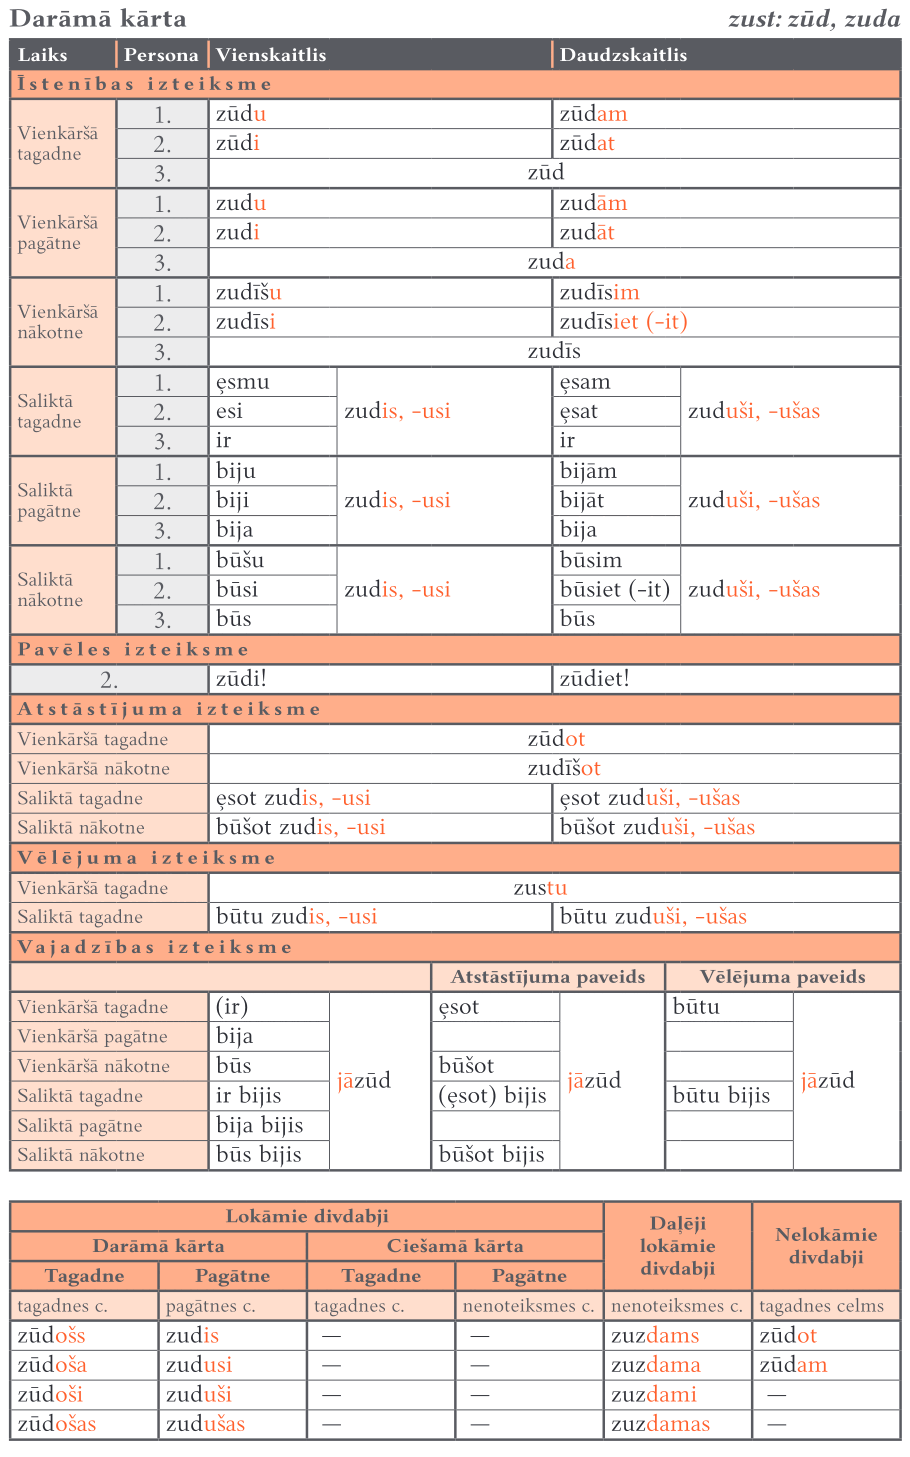 Darāmā kārta zust: zūd, zuda
Laiks Persona Vienskaitlis Daudzskaitlis
Īstenības izteiksme
Vienkāršā tagadne 1. zūdu zūdam
2. zūdi zūdat
3. zūd
Vienkāršā pagātne 1. zudu zudām
2. zudi zudāt
3. zuda
Vienkāršā nākotne 1. zudīšu zudīsim
2. zudīsi zudīsiet (-it)
3. zudīs
Saliktā tagadne 1. ęsmu ęsam
2. esi zudis, -usi ęsat zuduši, -ušas
3. ir ir
Saliktā pagātne 1. biju bijām
2. biji zudis, -usi bijāt zuduši, -ušas
3. bija bija
Saliktā nākotne 1. būšu būsim
2. būsi zudis, -usi būsiet (-it) zuduši, -ušas
3. būs būs
Pavēles izteiksme
2. zūdi! zūdiet!
Atstāstījuma izteiksme
Vienkāršā tagadne zūdot
Vienkāršā nākotne zudīšot
Saliktā tagadne ęsot zudis, -usi ęsot zuduši, -ušas
Saliktā nākotne būšot zudis, -usi būšot zuduši, -ušas
Vēlējuma izteiksme
Vienkāršā tagadne zustu
Saliktā tagadne būtu zudis, -usi būtu zuduši, -ušas
Vajadzības izteiksme
Atstāstījuma paveids Vēlējuma paveids
Vienkāršā tagadne (ir) ęsot būtu
Vienkāršā pagātne bija
Vienkāršā nākotne būs būšot
jāzūd jāzūd jāzūd
Saliktā tagadne ir bijis (ęsot) bijis būtu bijis
Saliktā pagātne bija bijis
Saliktā nākotne būs bijis būšot bijis
Lokāmie divdabji Daļēji lokāmie divdabji Nelokāmie divdabji
Darāmā kārta Ciešamā kārta
Tagadne Pagātne Tagadne Pagātne
tagadnes c. pagātnes c. tagadnes c. nenoteiksmes c. nenoteiksmes c. tagadnes celms
zūdošs zudis — — zuzdams zūdot
zūdoša zudusi — — zuzdama zūdam
zūdoši zuduši — — zuzdami —
zūdošas zudušas — — zuzdamas —